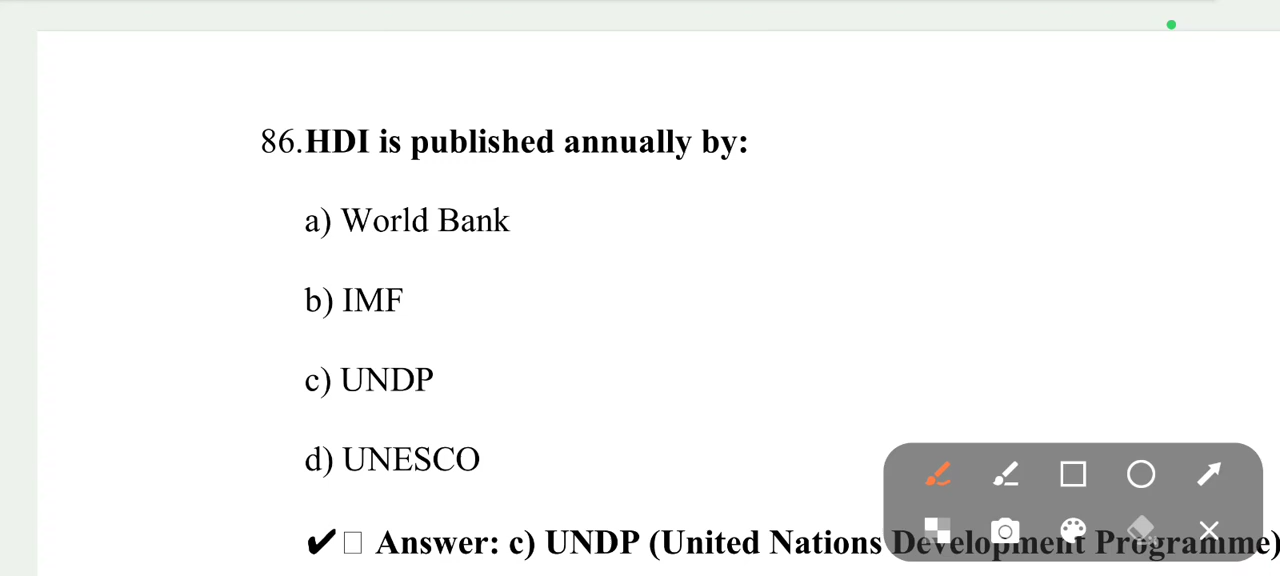 86.HDI is published annually by:
a) World Bank
b) IMF
c) UNDP
d) UNESCO
✔□ Answer: c) UNDP (United Nations Development Programme)